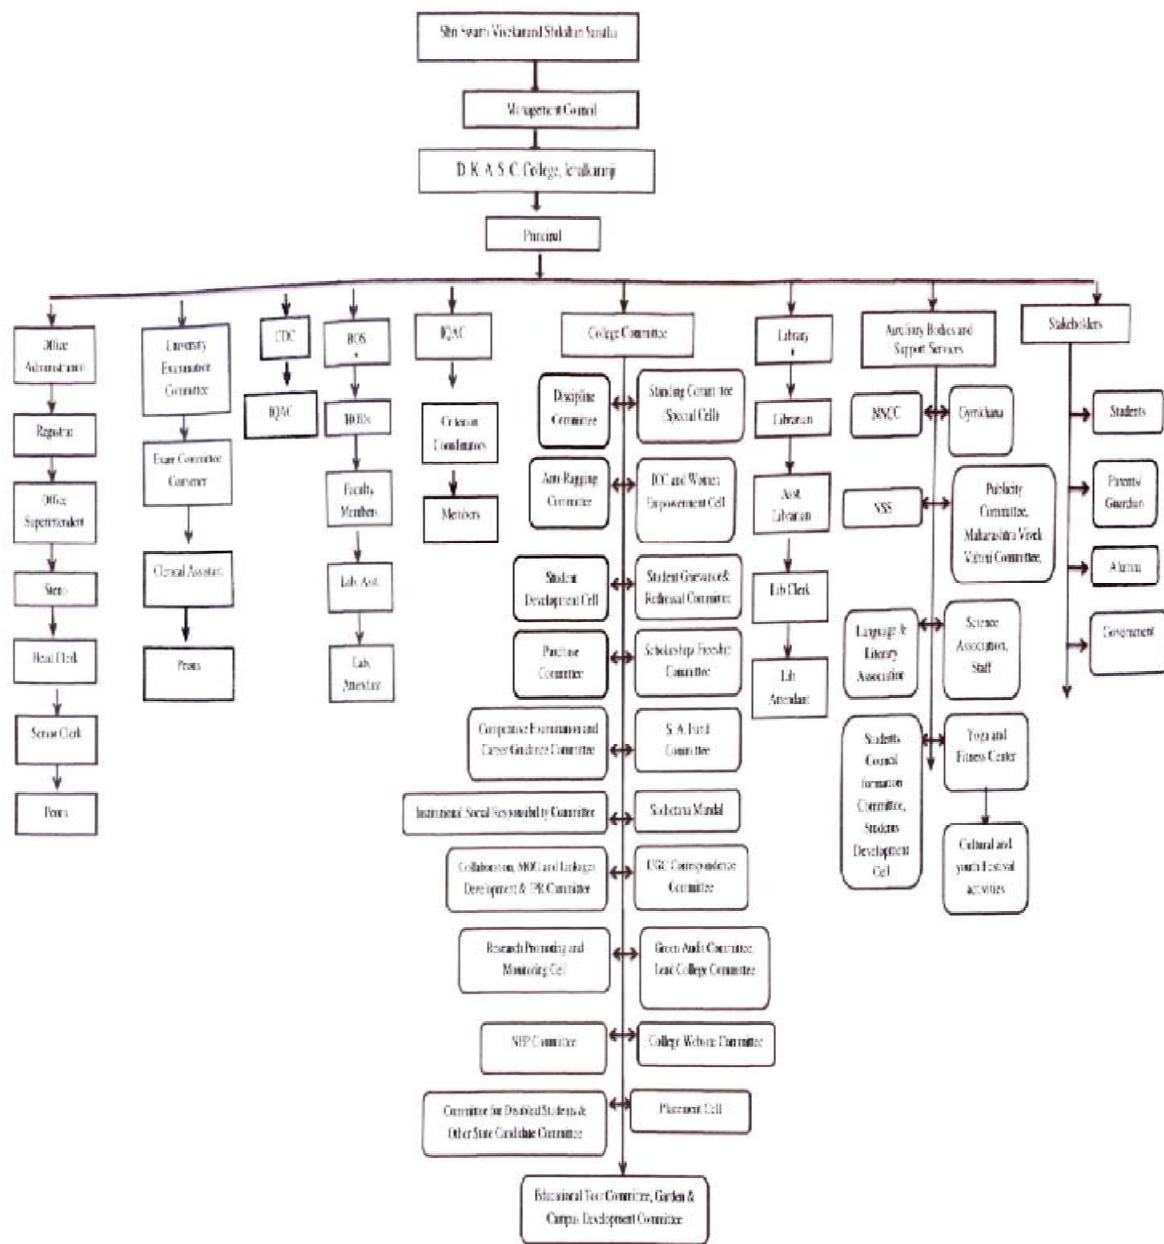 Shri Swami Vivekanand Shikshan Sanstha
Management Council
D. K. A. S. C. College, Ichalkaranji
Principal
Office
Administration
Registrar
Office
Superintendent
Steno
Head Clerk
Senior Clerk
Peons
University
Examination
Committee
Exam Committee
Convener
Clerical Assistant
Peons
CDC
IQAC
BOS
HODs
Faculty
Members
Lab. Asst.
Lab.
Attendant
IQAC
Criterion
Coordinators
Members
College Committee
Discipline
Committee
Standing Committee
Special Cells
Anti-Ragging
Committee
ICC and Women
Empowerment Cell
Student
Development Cell
Student Grievance &
Redressal Committee
Purchase
Committee
Scholarship/ Freeship
Committee
Competitive Examination and
Career Guidance Committee
S. A. Fund
Committee
Institutional Social Responsibility Committee
Sachetana Mandal
Collaboration, MOU and Linkages
Development & IPR Committee
UGC Correspondence
Committee
Research Promoting and
Monitoring Cell
Green Audit Committee,
Lead College Committee
NEP Committee
College Website Committee
Committee for Disabled Students &
Other State Candidate Committee
Placement Cell
Educational Tour Committee, Garden &
Campus Development Committee
Library
Librarian
Asst.
Librarian
Lib Clerk
Lib
Attendant
Auxiliary Bodies and
Support Services
NNCC
Gymkhana
NSS
Publicity
Committee,
Maharashtra Vivek
Vahini Committee,
Language &
Literary
Association
Science
Association,
Staff
Students
Council
formation
Committee,
Students
Development
Cell
Yoga and
Fitness Center
Cultural and
youth Festival
activities
Stakeholders
Students
Parents/
Guardian
Alumni
Government